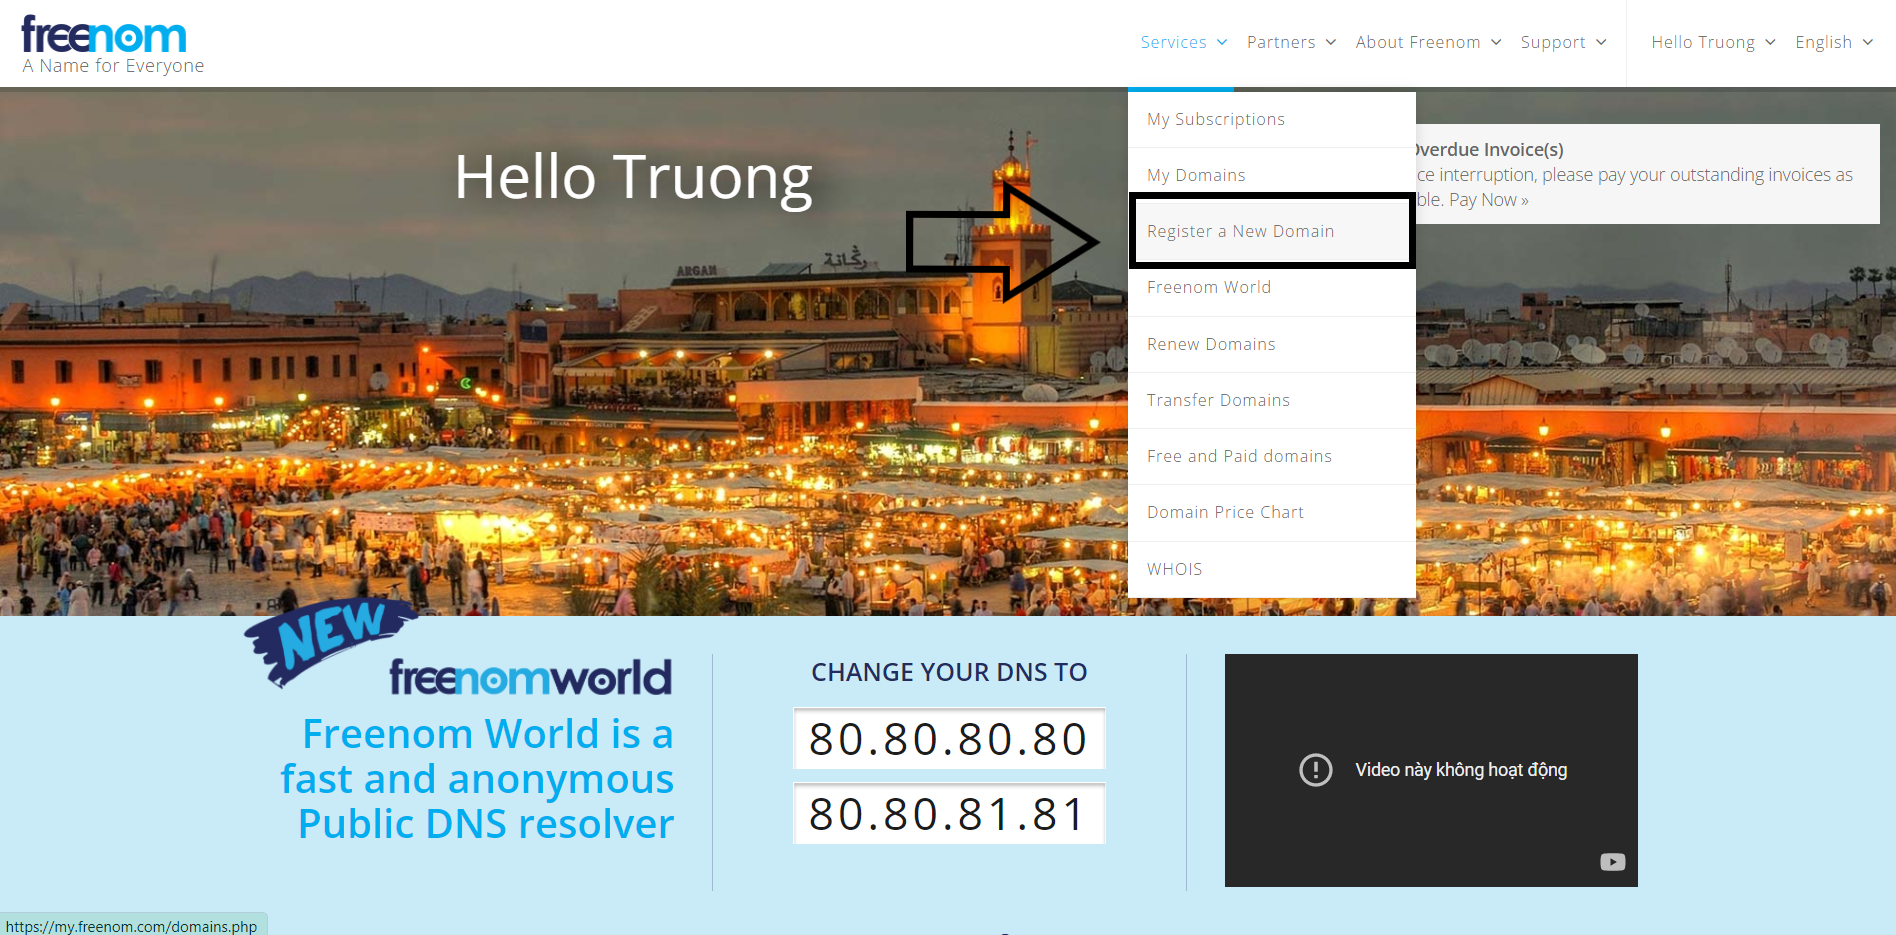 freenom
A Name for Everyone
Services
Partners
About Freenom
Support
Hello Truong
English
Hello Truong
My Subscriptions
My Domains
Register a New Domain
Freenom World
Renew Domains
Transfer Domains
Free and Paid domains
Domain Price Chart
WHOIS
Overdue Invoice(s)
ce interruption, please pay your outstanding invoices as
ble. Pay Now »
ARGAN
رڭانة
NEW
freenomworld
Freenom World is a
fast and anonymous
Public DNS resolver
CHANGE YOUR DNS TO
80.80.80.80
80.80.81.81
Video này không hoạt động
https://my.freenom.com/domains.php